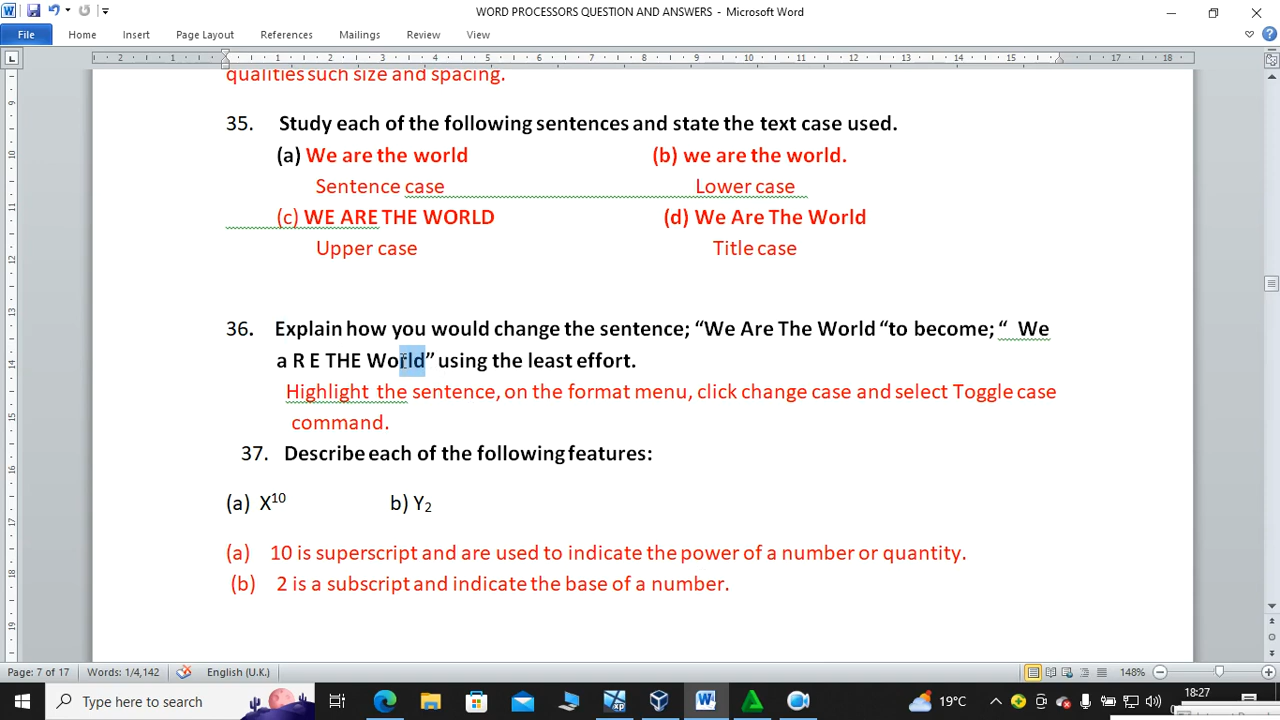 WORD PROCESSORS QUESTION AND ANSWERS - Microsoft Word
File Home Insert Page Layout References Mailings Review View
qualities such size and spacing.
35. Study each of the following sentences and state the text case used.
(a) We are the world (b) we are the world.
Sentence case Lower case
(c) WE ARE THE WORLD (d) We Are The World
Upper case Title case
36. Explain how you would change the sentence; “We Are The World “to become; “ We
a R E THE World” using the least effort.
Highlight the sentence, on the format menu, click change case and select Toggle case
command.
37. Describe each of the following features:
(a) X10 b) Y2
(a) 10 is superscript and are used to indicate the power of a number or quantity.
(b) 2 is a subscript and indicate the base of a number.
Page: 7 of 17 Words: 1/4,142 English (U.K.) 148%
Type here to search 19°C 18:27